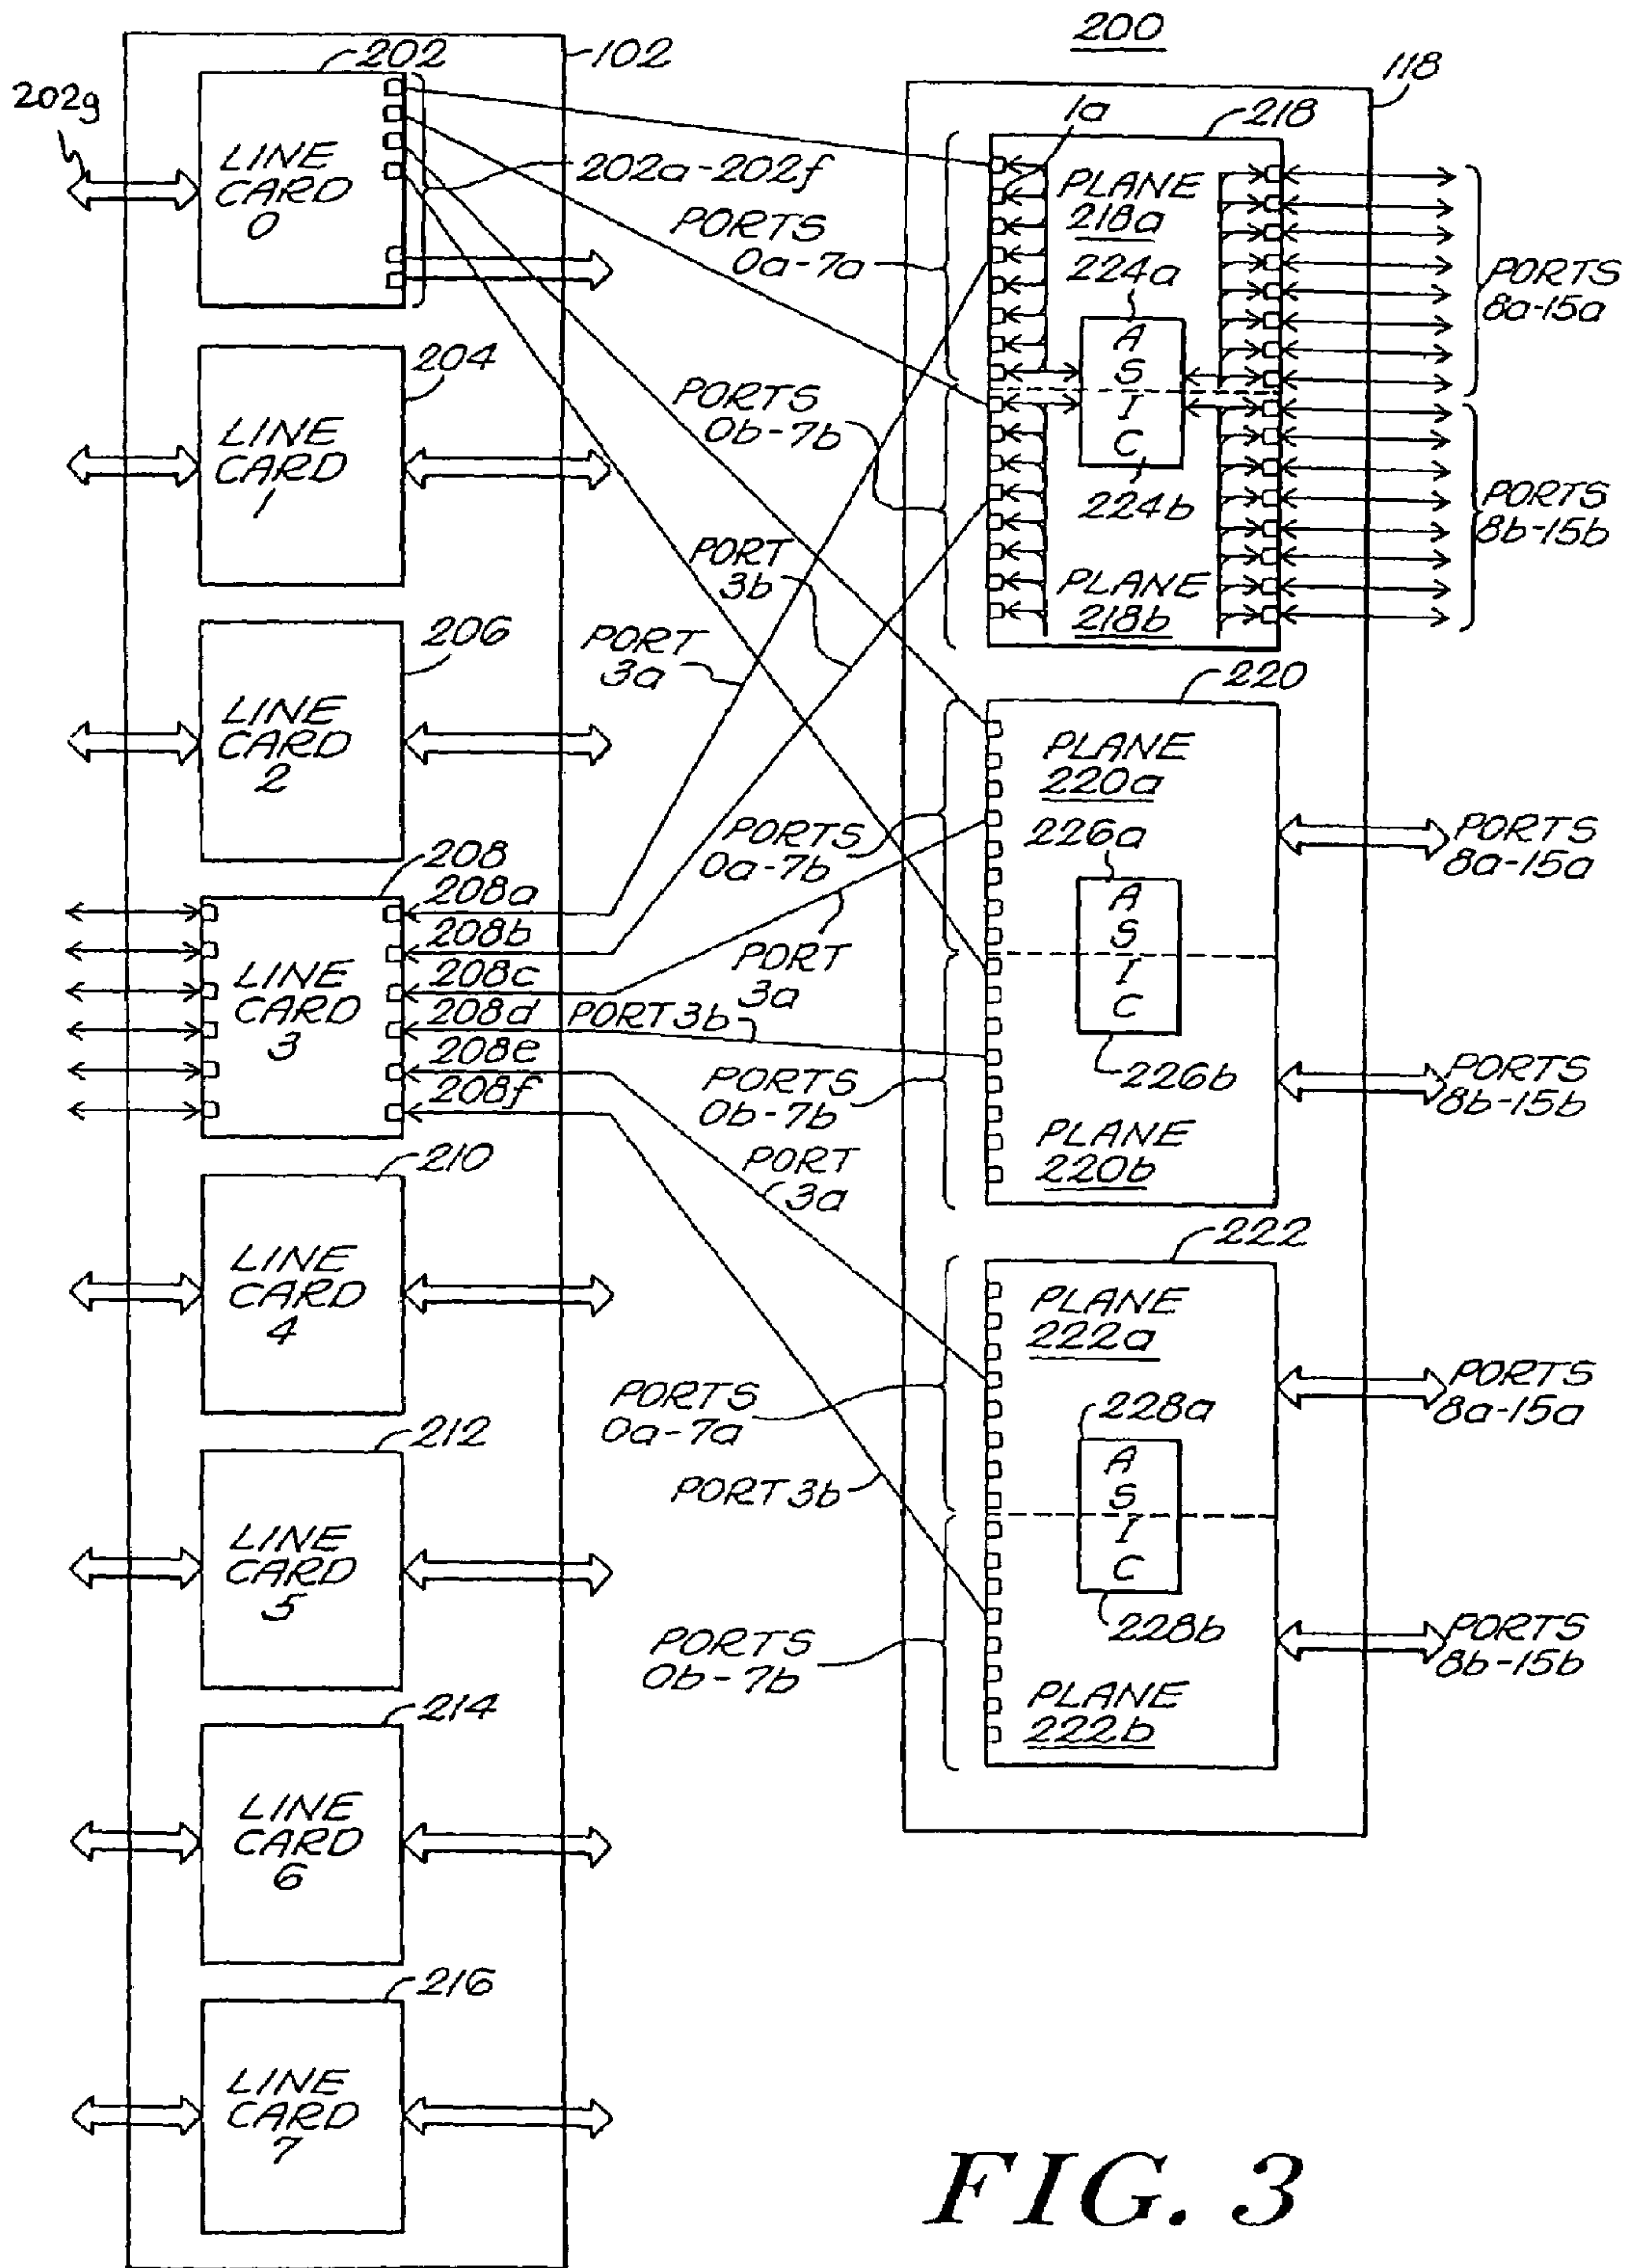 200
202
102
118
202g
LINE
CARD
0
202a-202f
1a
218
PLANE
218a
224a
A
S
I
C
224b
PLANE
218b
PORTS
0a-7a
PORTS
8a-15a
PORTS
0b-7b
PORTS
8b-15b
204
LINE
CARD
1
PORT
3b
PORT
3a
206
LINE
CARD
2
220
PLANE
220a
226a
A
S
I
C
226b
PLANE
220b
PORTS
0a-7b
PORTS
8a-15a
208
208a
208b
208c
208d
208e
208f
LINE
CARD
3
PORT
3a
PORT 3b
PORTS
0b-7b
PORTS
8b-15b
210
LINE
CARD
4
PORT
3a
222
PLANE
222a
228a
A
S
I
C
228b
PLANE
222b
PORTS
0a-7a
PORTS
8a-15a
212
LINE
CARD
5
PORT 3b
PORTS
0b-7b
PORTS
8b-15b
214
LINE
CARD
6
216
LINE
CARD
7
FIG. 3